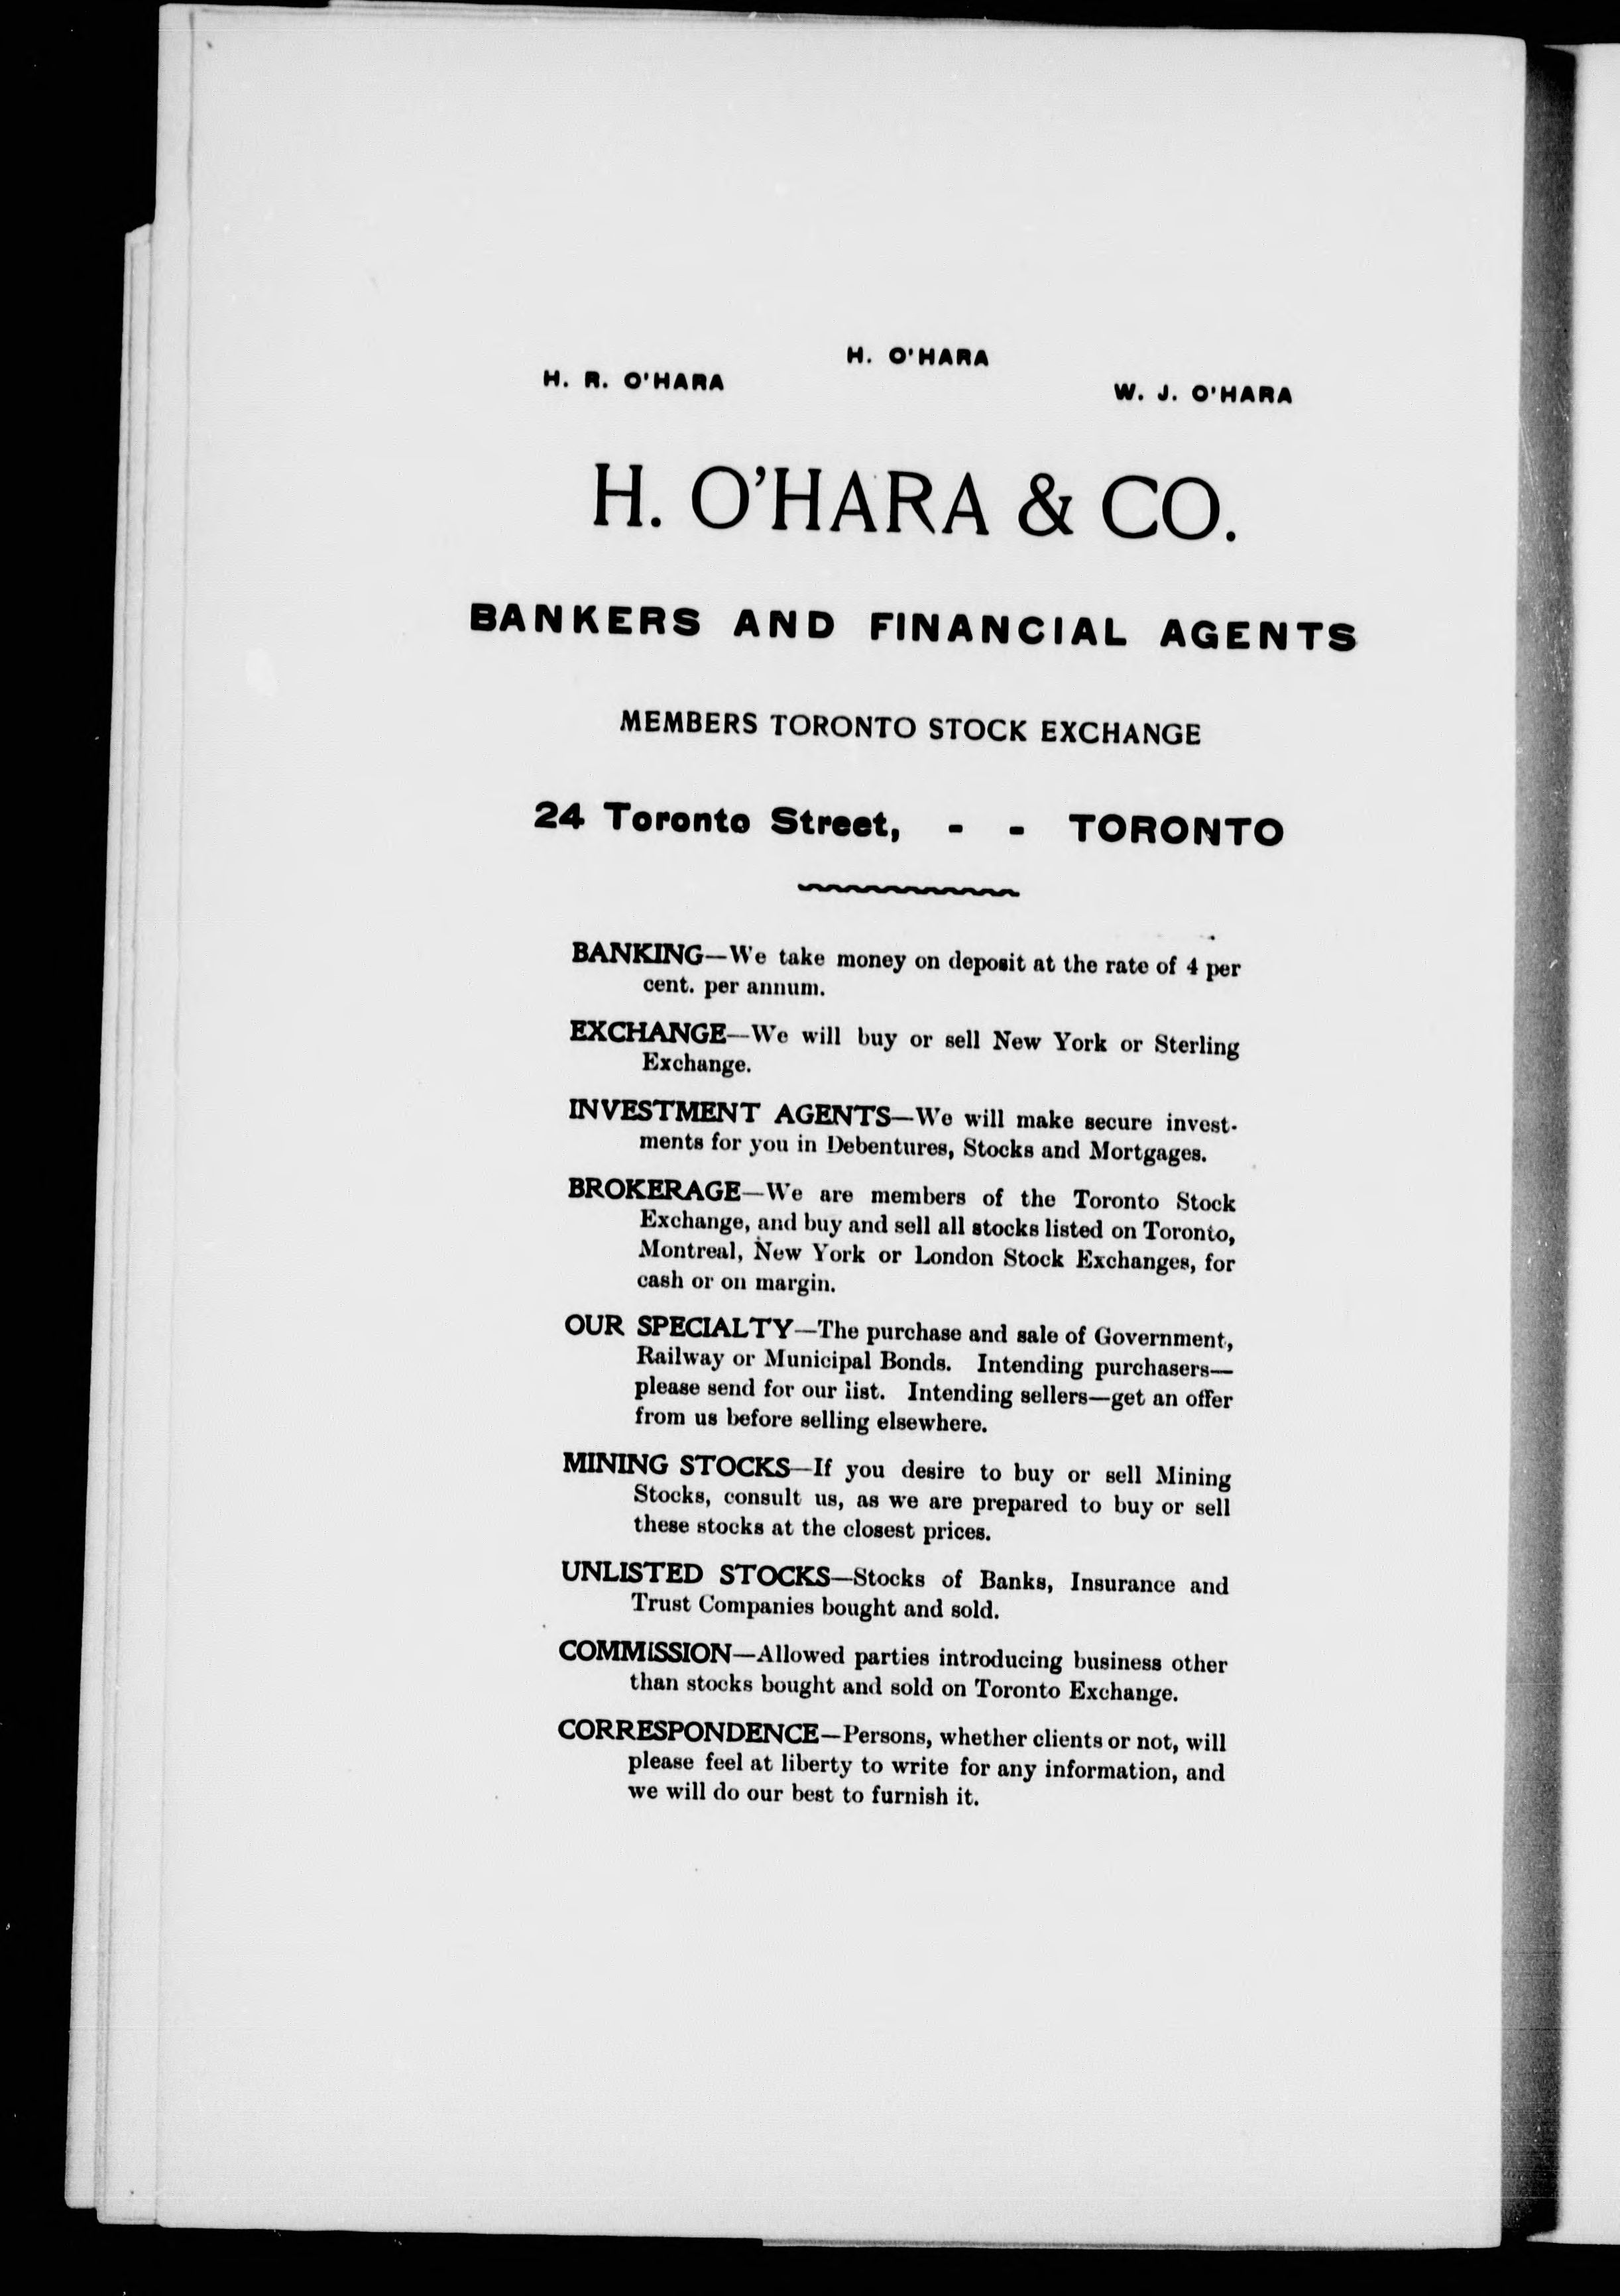 H. O'HARA
H. R. O'HARA W. J. O'HARA
H. O'HARA & CO.
BANKERS AND FINANCIAL AGENTS
MEMBERS TORONTO STOCK EXCHANGE
24 Toronto Street, - - TORONTO
BANKING—We take money on deposit at the rate of 4 per
cent. per annum.
EXCHANGE—We will buy or sell New York or Sterling
Exchange.
INVESTMENT AGENTS—We will make secure invest-
ments for you in Debentures, Stocks and Mortgages.
BROKERAGE—We are members of the Toronto Stock
Exchange, and buy and sell all stocks listed on Toronto,
Montreal, New York or London Stock Exchanges, for
cash or on margin.
OUR SPECIALTY—The purchase and sale of Government,
Railway or Municipal Bonds. Intending purchasers—
please send for our list. Intending sellers—get an offer
from us before selling elsewhere.
MINING STOCKS—If you desire to buy or sell Mining
Stocks, consult us, as we are prepared to buy or sell
these stocks at the closest prices.
UNLISTED STOCKS—Stocks of Banks, Insurance and
Trust Companies bought and sold.
COMMISSION—Allowed parties introducing business other
than stocks bought and sold on Toronto Exchange.
CORRESPONDENCE—Persons, whether clients or not, will
please feel at liberty to write for any information, and
we will do our best to furnish it.